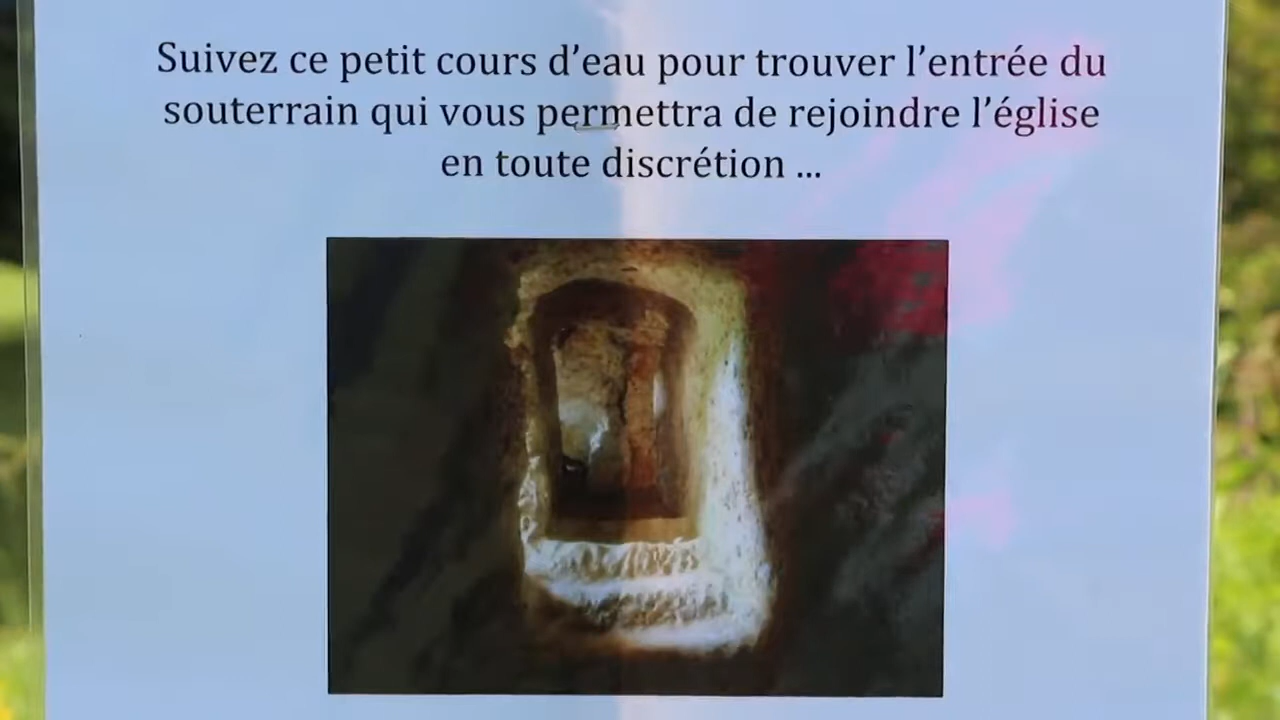 Suivez ce petit cours d’eau pour trouver l’entrée du
souterrain qui vous permettra de rejoindre l’église
en toute discrétion ...